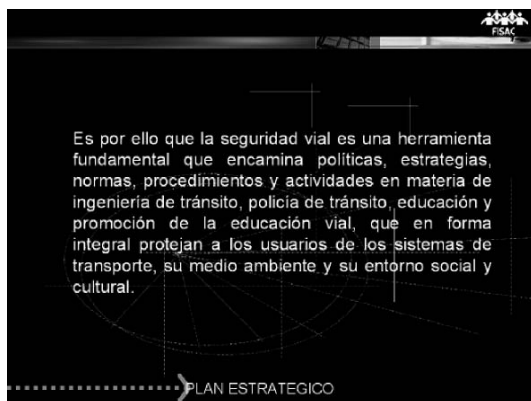 FISAC
Es por ello que la seguridad vial es una herramienta
fundamental que encamina políticas, estrategias,
normas, procedimientos y actividades en materia de
ingeniería de tránsito, policía de tránsito, educación y
promoción de la educación vial, que en forma
integral protejan a los usuarios de los sistemas de
transporte, su medio ambiente y su entorno social y
cultural.
PLAN ESTRATEGICO